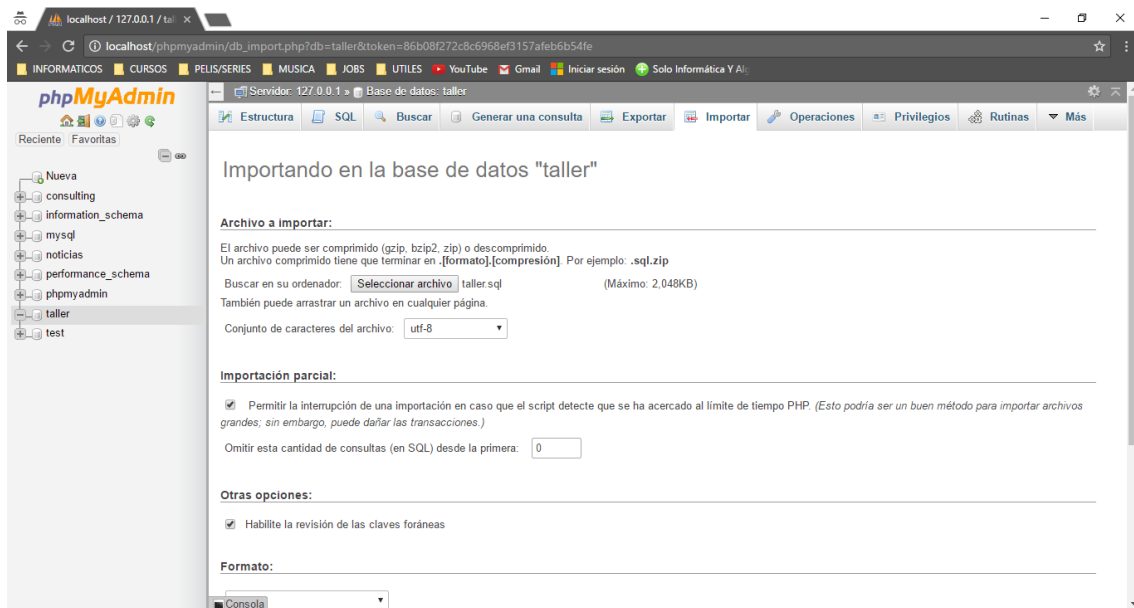 localhost / 127.0.0.1 / tal
localhost/phpmyadmin/db_import.php?db=taller&token=86b08f272c8c6968ef3157afeb6b54fe
INFORMATICOS CURSOS PELIS/SERIES MUSICA JOBS UTILES YouTube Gmail Iniciar sesión Solo Informática Y Alg
phpMyAdmin
Reciente Favoritas
Nueva
consulting
information_schema
mysql
noticias
performance_schema
phpmyadmin
taller
test
Servidor: 127.0.0.1 » Base de datos: taller
Estructura SQL Buscar Generar una consulta Exportar Importar Operaciones Privilegios Rutinas Más
Importando en la base de datos "taller"
Archivo a importar:
El archivo puede ser comprimido (gzip, bzip2, zip) o descomprimido.
Un archivo comprimido tiene que terminar en .[formato].[compresión]. Por ejemplo: .sql.zip
Buscar en su ordenador: Seleccionar archivo taller.sql (Máximo: 2,048KB)
También puede arrastrar un archivo en cualquier página.
Conjunto de caracteres del archivo: utf-8
Importación parcial:
Permitir la interrupción de una importación en caso que el script detecte que se ha acercado al límite de tiempo PHP. (Esto podría ser un buen método para importar archivos
grandes; sin embargo, puede dañar las transacciones.)
Omitir esta cantidad de consultas (en SQL) desde la primera: 0
Otras opciones:
Habilite la revisión de las claves foráneas
Formato:
Consola